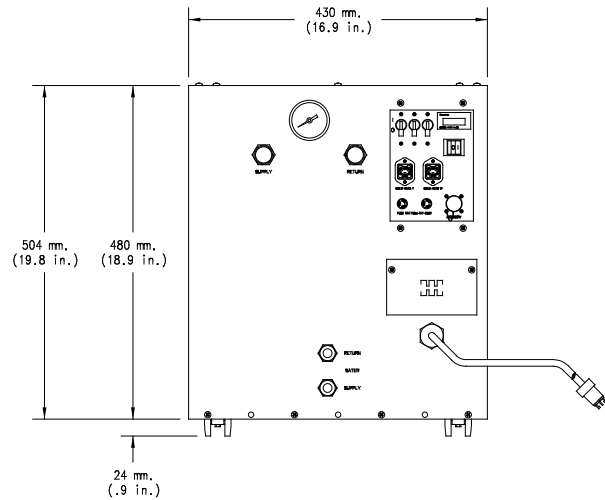 430 mm.
(16.9 in.)
SUPPLY
RETURN
504 mm.
(19.8 in.)
480 mm.
(18.9 in.)
RETURN
WATER
SUPPLY
24 mm.
(.9 in.)